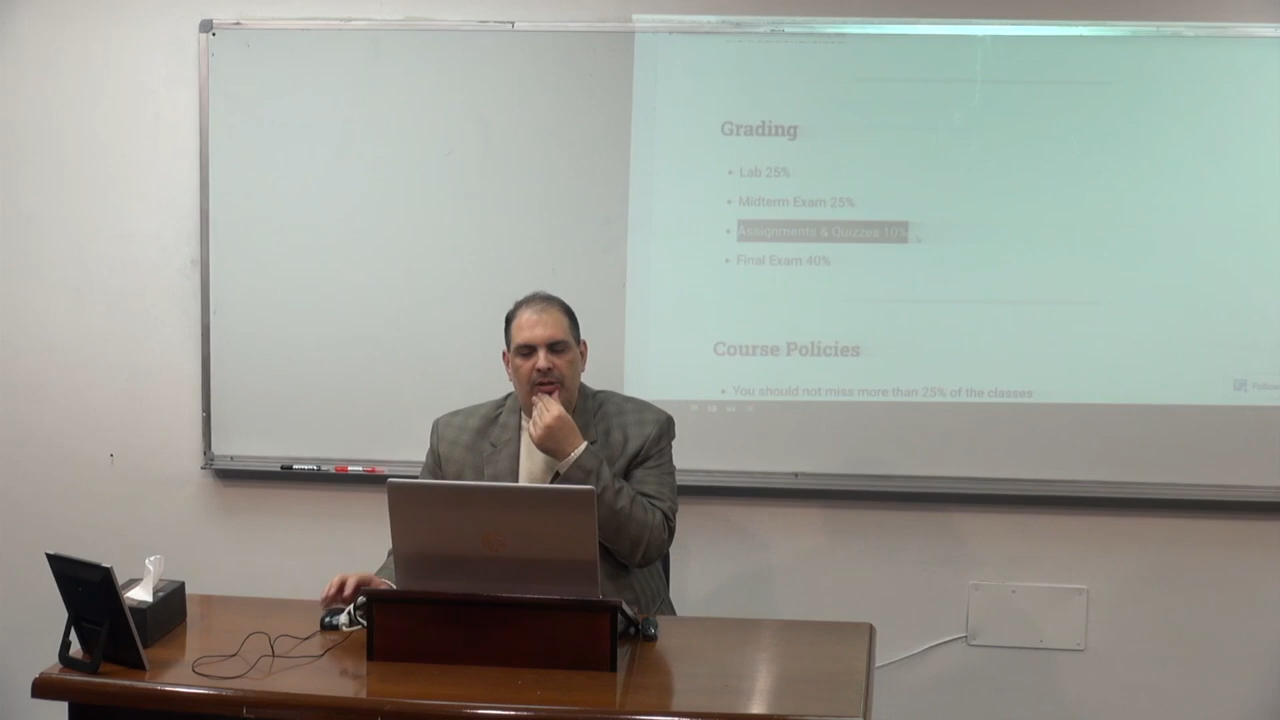 Grading
• Lab 25%
• Midterm Exam 25%
• Assignments & Quizzes 10%
• Final Exam 40%
Course Policies
• You should not miss more than 25% of the classes